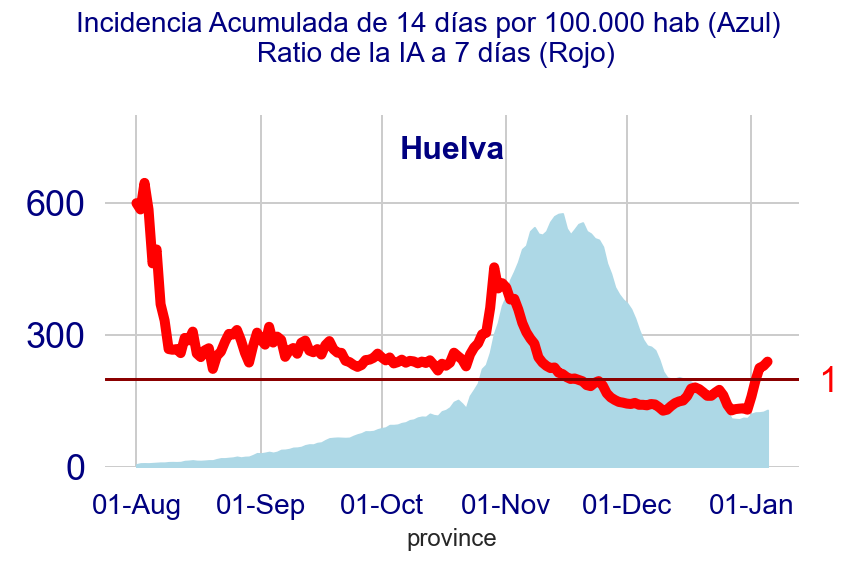 Incidencia Acumulada de 14 días por 100.000 hab (Azul)
Ratio de la IA a 7 días (Rojo)
Huelva
600
300
1
0
01-Aug 01-Sep 01-Oct 01-Nov 01-Dec 01-Jan
province